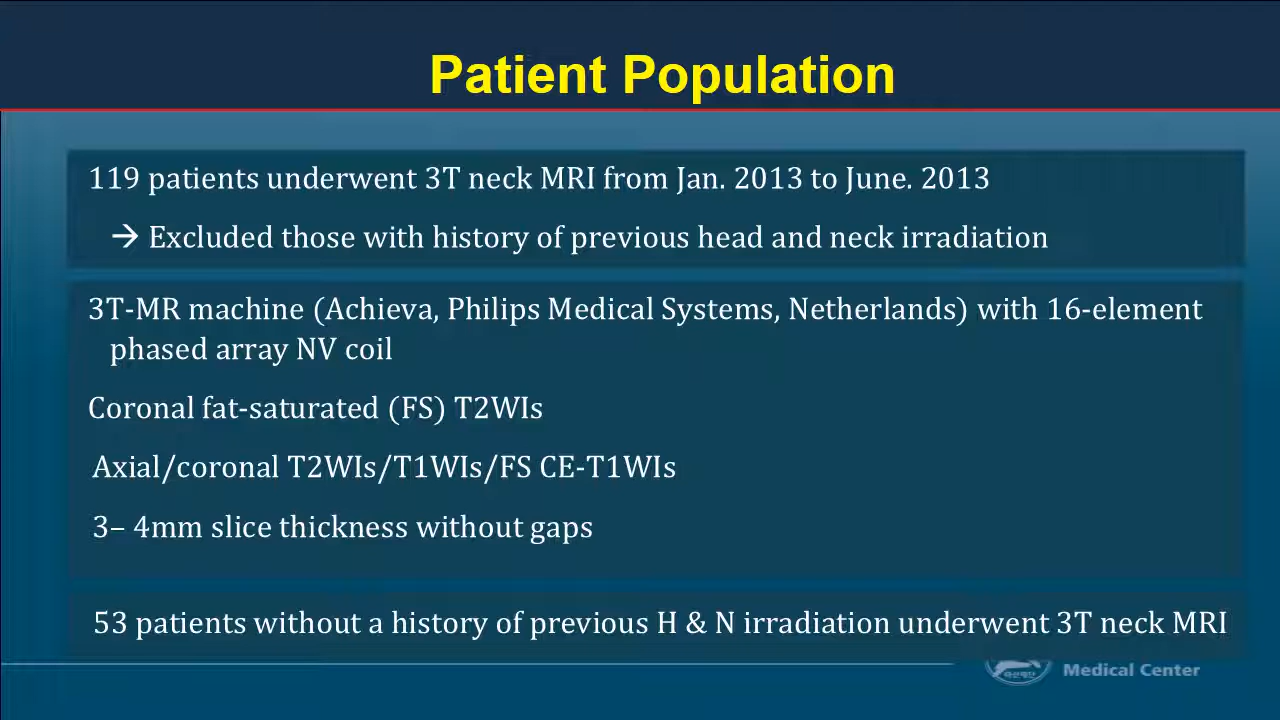 Patient Population
119 patients underwent 3T neck MRI from Jan. 2013 to June. 2013
→ Excluded those with history of previous head and neck irradiation
3T-MR machine (Achieva, Philips Medical Systems, Netherlands) with 16-element
phased array NV coil
Coronal fat-saturated (FS) T2WIs
Axial/coronal T2WIs/T1WIs/FS CE-T1WIs
3– 4mm slice thickness without gaps
53 patients without a history of previous H & N irradiation underwent 3T neck MRI
Medical Center